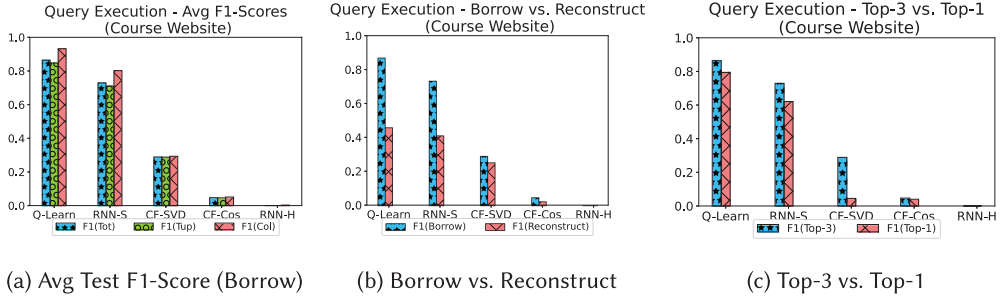 Query Execution - Avg F1-Scores
(Course Website)
1.0
0.8
0.6
0.4
0.2
0.0
Q-Learn RNN-S CF-SVD CF-Cos RNN-H
F1(Tot) F1(Tup) F1(Col)
(a) Avg Test F1-Score (Borrow)
Query Execution - Borrow vs. Reconstruct
(Course Website)
1.0
0.8
0.6
0.4
0.2
0.0
Q-Learn RNN-S CF-SVD CF-Cos RNN-H
F1(Borrow) F1(Reconstruct)
(b) Borrow vs. Reconstruct
Query Execution - Top-3 vs. Top-1
(Course Website)
1.0
0.8
0.6
0.4
0.2
0.0
Q-Learn RNN-S CF-SVD CF-Cos RNN-H
F1(Top-3) F1(Top-1)
(c) Top-3 vs. Top-1